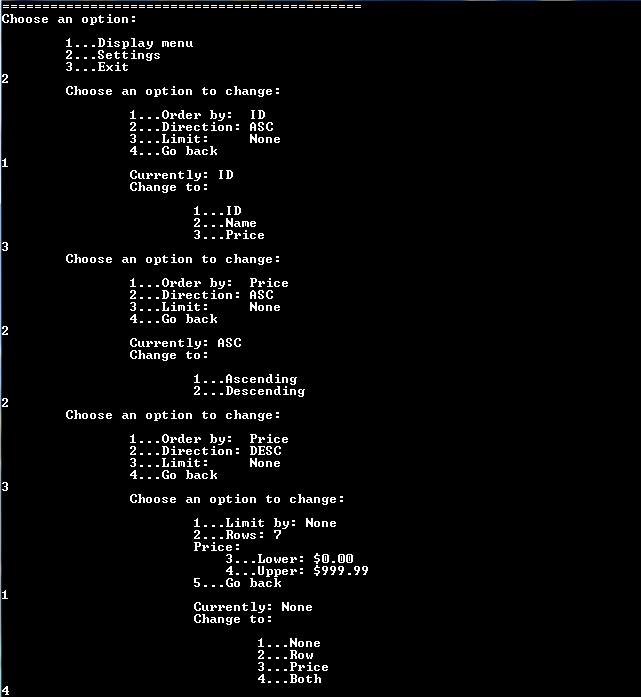 =============================================
Choose an option:
1...Display menu
2...Settings
3...Exit
2
Choose an option to change:
1...Order by:  ID
2...Direction: ASC
3...Limit:     None
4...Go back
1
Currently: ID
Change to:
1...ID
2...Name
3...Price
3
Choose an option to change:
1...Order by:  Price
2...Direction: ASC
3...Limit:     None
4...Go back
2
Currently: ASC
Change to:
1...Ascending
2...Descending
2
Choose an option to change:
1...Order by:  Price
2...Direction: DESC
3...Limit:     None
4...Go back
3
Choose an option to change:
1...Limit by: None
2...Rows: 7
Price:
3...Lower: $0.00
4...Upper: $999.99
5...Go back
1
Currently: None
Change to:
1...None
2...Row
3...Price
4...Both
4